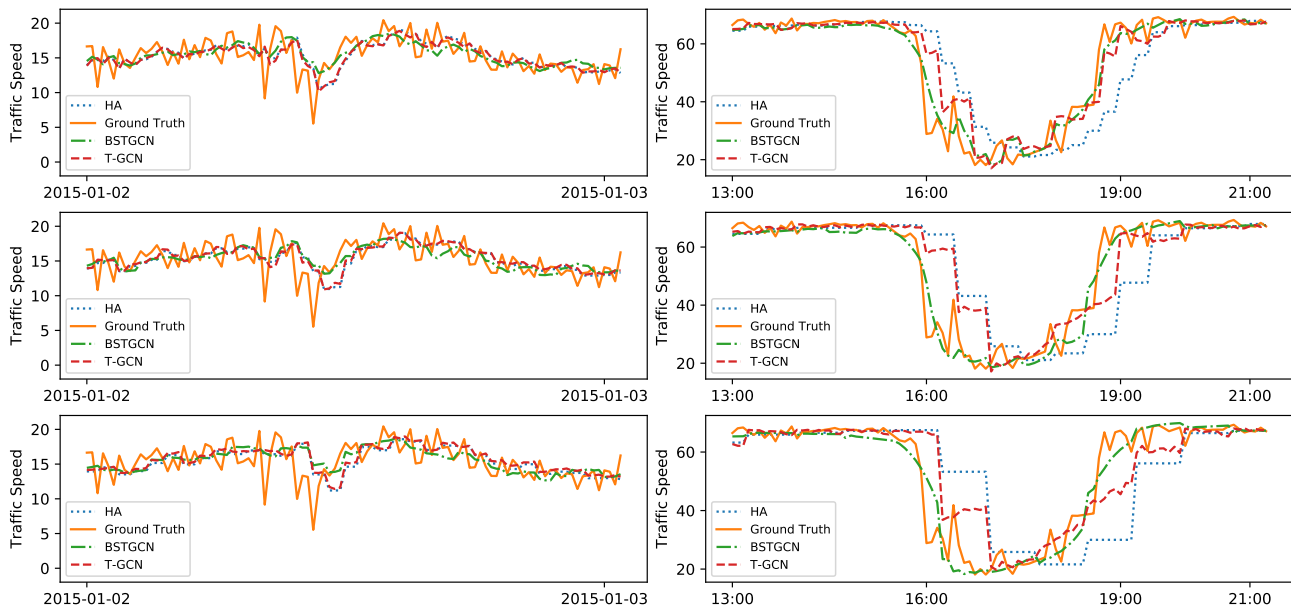 Traffic Speed
20
15
10
5
0
HA
Ground Truth
BSTGCN
T-GCN
2015-01-02
2015-01-03
Traffic Speed
60
40
20
HA
Ground Truth
BSTGCN
T-GCN
13:00
16:00
19:00
21:00
Traffic Speed
20
15
10
5
0
HA
Ground Truth
BSTGCN
T-GCN
2015-01-02
2015-01-03
Traffic Speed
60
40
20
HA
Ground Truth
BSTGCN
T-GCN
13:00
16:00
19:00
21:00
Traffic Speed
20
15
10
5
0
HA
Ground Truth
BSTGCN
T-GCN
2015-01-02
2015-01-03
Traffic Speed
60
40
20
HA
Ground Truth
BSTGCN
T-GCN
13:00
16:00
19:00
21:00